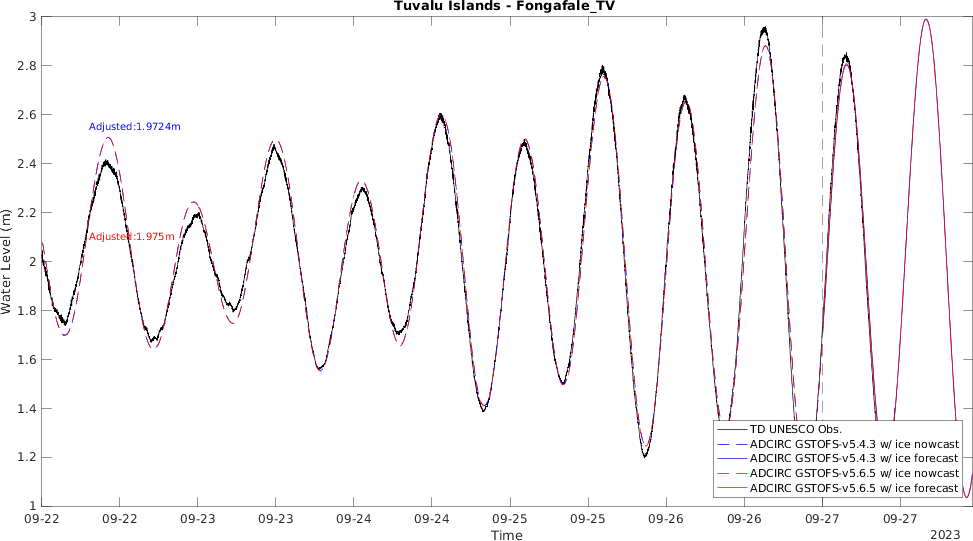 Tuvalu Islands - Fongafale_TV
3
2.8
2.6
2.4
2.2
2
1.8
1.6
1.4
1.2
1
Water Level (m)
Adjusted:1.9724m
Adjusted:1.975m
TD UNESCO Obs.
ADCIRC GSTOFS-v5.4.3 w/ ice nowcast
ADCIRC GSTOFS-v5.4.3 w/ ice forecast
ADCIRC GSTOFS-v5.6.5 w/ ice nowcast
ADCIRC GSTOFS-v5.6.5 w/ ice forecast
09-22 09-22 09-23 09-23 09-24 09-24 09-25 09-25 09-26 09-26 09-27 09-27
Time
2023